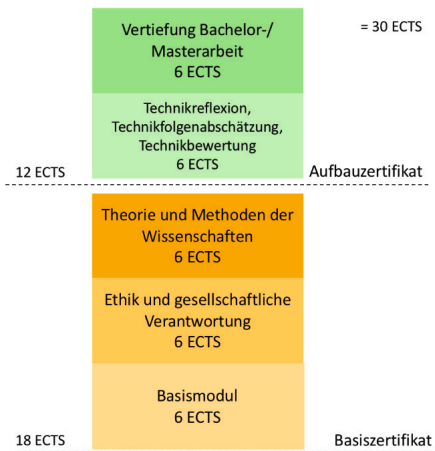 Vertiefung Bachelor-/
Masterarbeit
6 ECTS
= 30 ECTS
Technikreflexion,
Technikfolgenabschätzung,
Technikbewertung
6 ECTS
12 ECTS
Aufbauzertifikat
Theorie und Methoden der
Wissenschaften
6 ECTS
Ethik und gesellschaftliche
Verantwortung
6 ECTS
Basismodul
6 ECTS
18 ECTS
Basiszertifikat